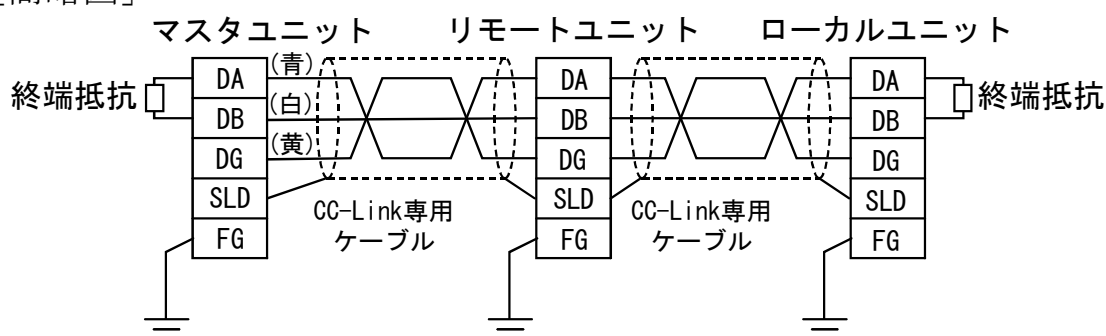 マスタユニット リモートユニット ローカルユニット
終端抵抗 DA (青) DA DA 終端抵抗
DB (白) DB DB
DG (黄) DG DG
SLD CC-Link専用 SLD CC-Link専用 SLD
FG ケーブル FG ケーブル FG